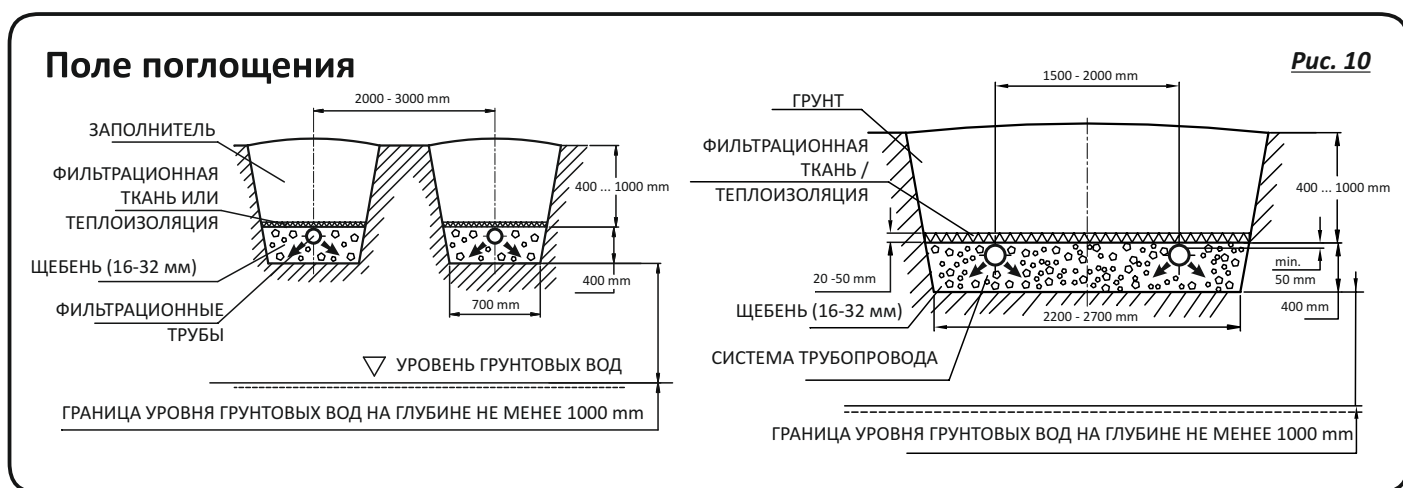 Поле поглощения
Рис. 10
2000 - 3000 mm
ЗАПОЛНИТЕЛЬ
ФИЛЬТРАЦИОННАЯ
ТКАНЬ ИЛИ
ТЕПЛОИЗОЛЯЦИЯ
400 ... 1000 mm
ЩЕБЕНЬ (16-32 мм)
400 mm
ФИЛЬТРАЦИОННЫЕ
ТРУБЫ
700 mm
УРОВЕНЬ ГРУНТОВЫХ ВОД
ГРАНИЦА УРОВНЯ ГРУНТОВЫХ ВОД НА ГЛУБИНЕ НЕ МЕНЕЕ 1000 mm
1500 - 2000 mm
ГРУНТ
ФИЛЬТРАЦИОННАЯ
ТКАНЬ /
ТЕПЛОИЗОЛЯЦИЯ
400 ... 1000 mm
20 -50 mm
min.
50 mm
400 mm
ЩЕБЕНЬ (16-32 мм)
2200 - 2700 mm
СИСТЕМА ТРУБОПРОВОДА
ГРАНИЦА УРОВНЯ ГРУНТОВЫХ ВОД НА ГЛУБИНЕ НЕ МЕНЕЕ 1000 mm